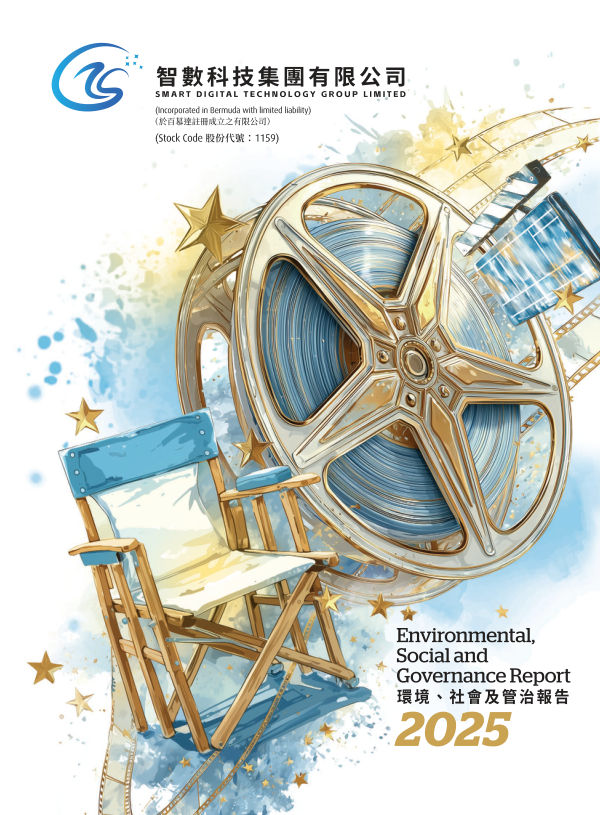 智數科技集團有限公司
SMART DIGITAL TECHNOLOGY GROUP LIMITED
(Incorporated in Bermuda with limited liability)
（於百慕達註冊成立之有限公司）
(Stock Code 股份代號：1159)
Environmental,
Social and
Governance Report
環境、社會及管治報告
2025